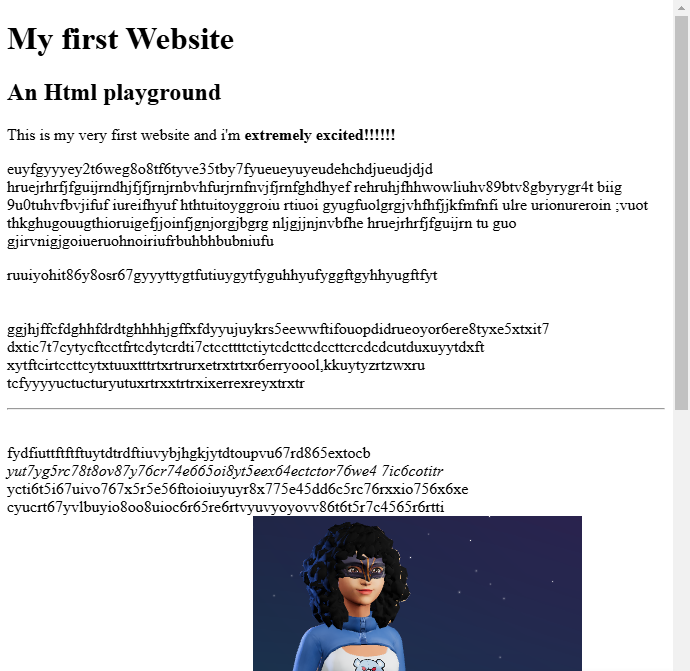 My first Website
An Html playground
This is my very first website and i'm extremely excited!!!!!!
euyfgyyyey2t6weg8o8tf6tyve35tby7fyueueyuyeudehchdjueudjdjd
hruejrhrfjfguijrndhjfjfjrnjrnbvhfurjrnfnvjfjrnfghdhyef rehruhjfhhwowliuhv89btv8gbyrygr4t biig
9u0tuhvfbvjifuf iureifhyuf hthtuitoyggroiu rtiuoi gyugfuolgrgjvhfhfjjkfmfnfi ulre urionureroin ;vuot
thkghugouugthioruigefjjoinfjgnjorgjbgrg nljgjjnjnvbfhe hruejrhrfjfguijrn tu guo
gjirvnigjgoiueruohnoiriufrbuhbhbubniufu
ruuiyohit86y8osr67gyyyttygtfutiuygytfyguhhyufyggftgyhhyugftfyt
ggjhjffcfdghhfdrdtghhhhjgffxfdyyujuykrs5eewwftifouopdidrueoyor6ere8tyxe5xtxit7
dxtic7t7cytycftcctfrtcdytcrdti7ctccttttctiytcdcttcdccttcrcdcdcutduxuyytdxft
xytftcirtccttcytxtuuxtttrtxrtrurxetrxtrtxr6erryoool,kkuytyzrtzwxru
tcfyyyyuctucturyutuxrtrxxtrtrxixerrexreyxtrxtr
fydfiuttftftftuytdtrdftiuvybjhgkjytdtoupvu67rd865extocb
yut7yg5rc78t8ov87y76cr74e665oi8yt5eex64ectctor76we4 7ic6cotitr
ycti6t5i67uivo767x5r5e56ftoioiuyuyr8x775e45dd6c5rc76rxxio756x6xe
cyucrt67yvlbuyio8oo8uioc6r65re6rtvyuvyoyovv86t6t5r7c4565r6rtti